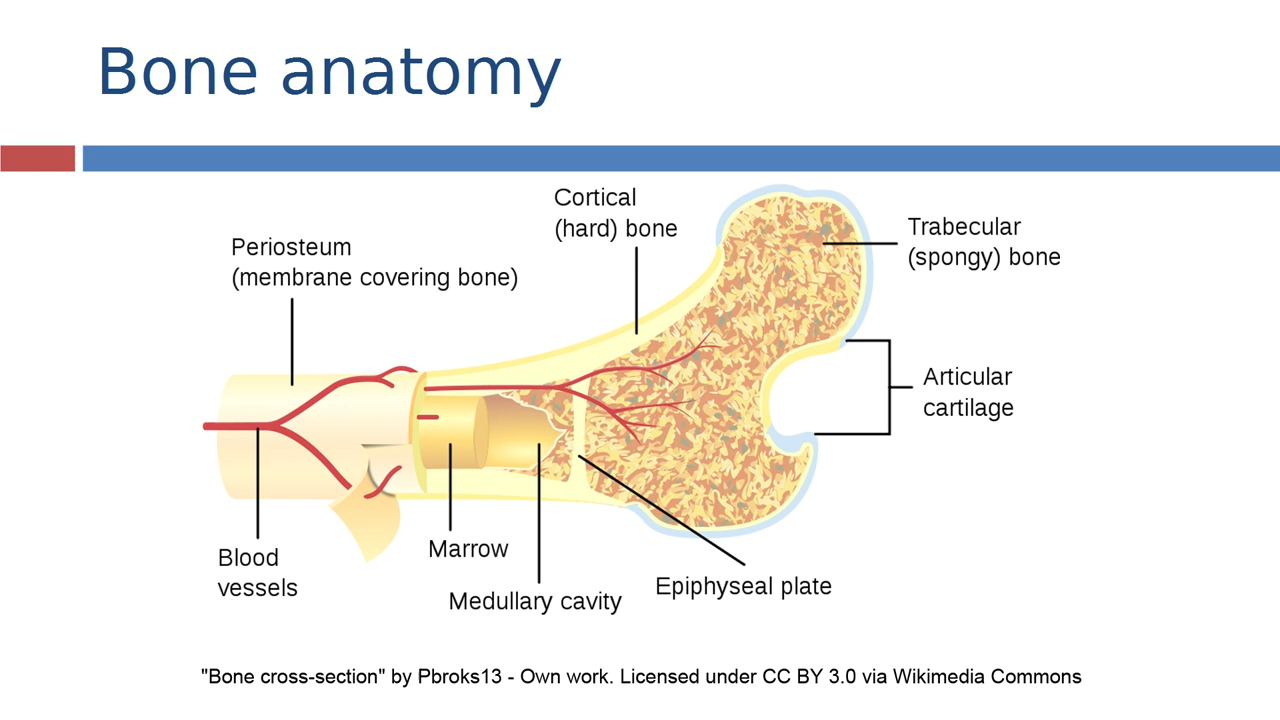 Bone anatomy
Cortical
(hard) bone
Trabecular
(spongy) bone
Periosteum
(membrane covering bone)
Articular
cartilage
Blood
vessels
Marrow
Medullary cavity
Epiphyseal plate
"Bone cross-section" by Pbroks13 - Own work. Licensed under CC BY 3.0 via Wikimedia Commons